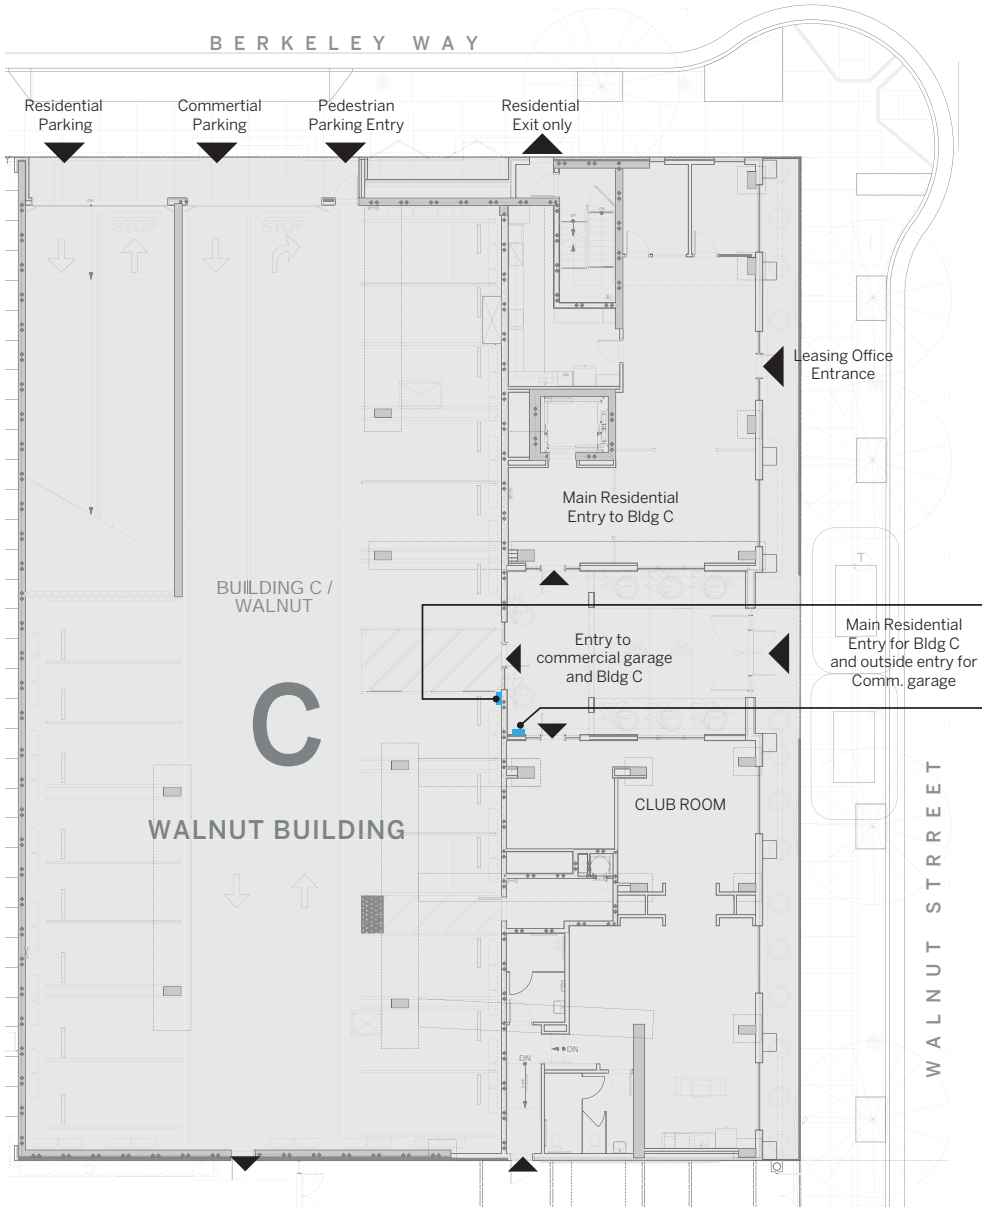 BERKELEY WAY
Residential
Parking
Commertial
Parking
Pedestrian
Parking Entry
Residential
Exit only
STOP
STOP
Leasing Office
Entrance
Main Residential
Entry to Bldg C
BUILDING C /
WALNUT
T
Entry to
commercial garage
and Bldg C
Main Residential
Entry for Bldg C
and outside entry for
Comm. garage
C
WALNUT BUILDING
CLUB ROOM
WALNUT STRREET
DN
DN